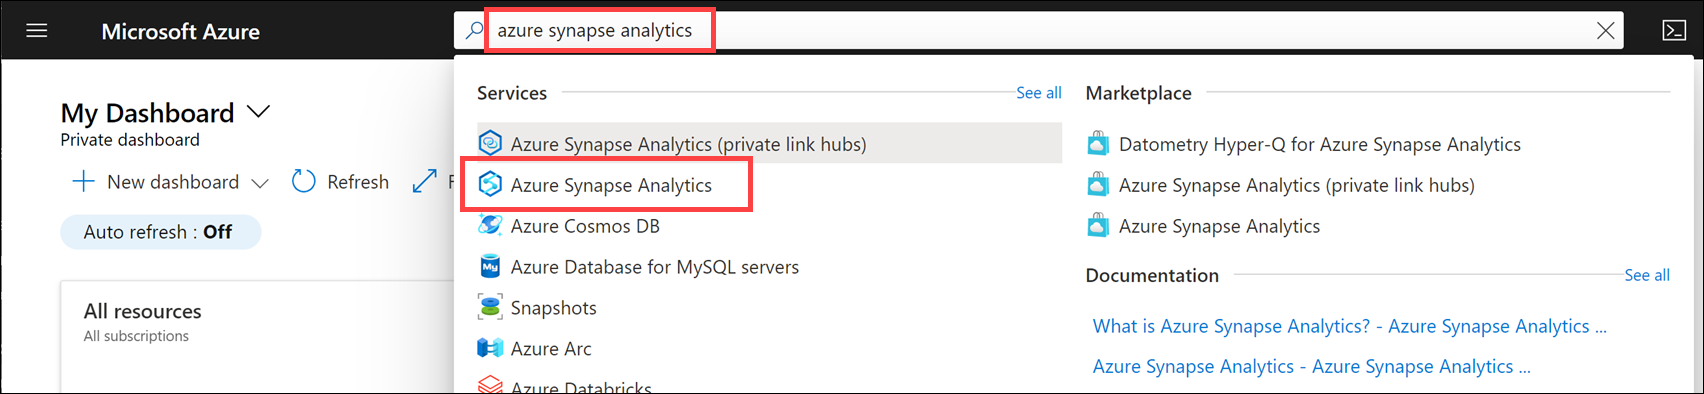 Microsoft Azure
azure synapse analytics
My Dashboard
Private dashboard
New dashboard
Refresh
Auto refresh : Off
All resources
All subscriptions
Services
See all
Azure Synapse Analytics (private link hubs)
Azure Synapse Analytics
Azure Cosmos DB
Azure Database for MySQL servers
Snapshots
Azure Arc
Azure Databricks
Marketplace
Datometry Hyper-Q for Azure Synapse Analytics
Azure Synapse Analytics (private link hubs)
Azure Synapse Analytics
Documentation
See all
What is Azure Synapse Analytics? - Azure Synapse Analytics ...
Azure Synapse Analytics - Azure Synapse Analytics ...